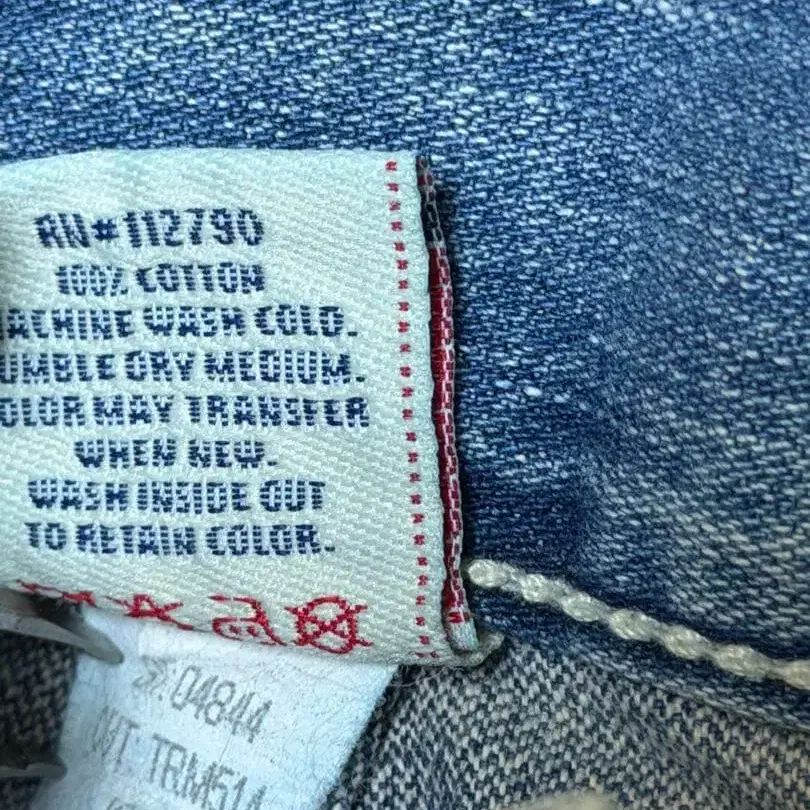 RN#112790
100% COTTON
ACHINE WASH COLD.
UMBLE DRY MEDIUM.
OLOR MAY TRANSFER
WHEN NEW.
WASH INSIDE OUT
TO RETAIN COLOR.
04844
TRM514